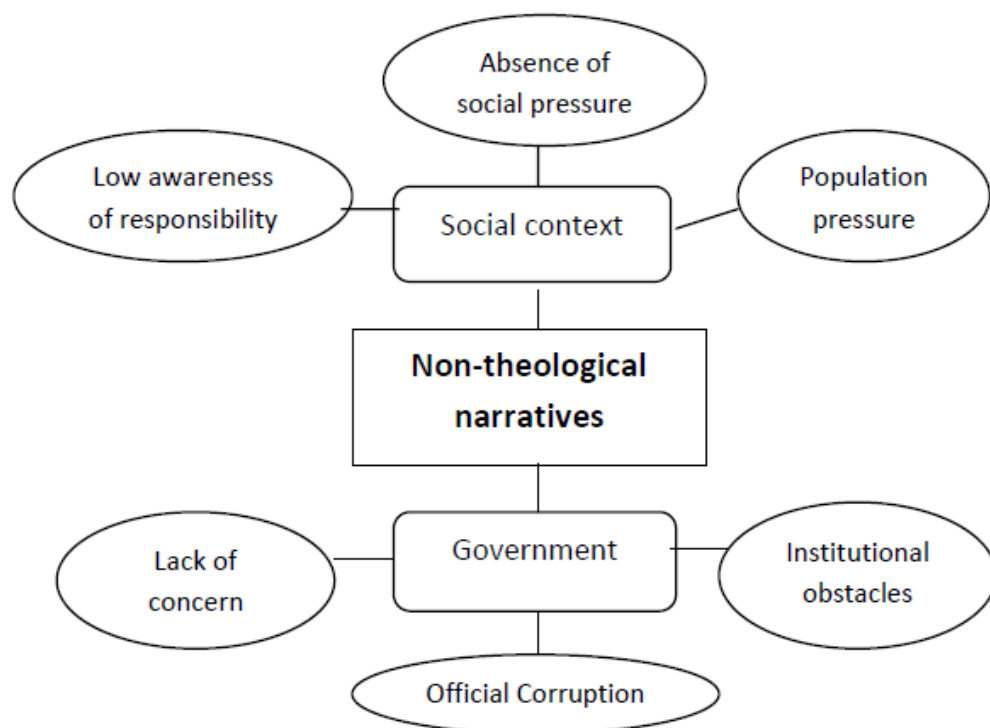 Absence of
social pressure
Low awareness
of responsibility
Population
pressure
Social context
Non-theological
narratives
Lack of
concern
Government
Institutional
obstacles
Official Corruption